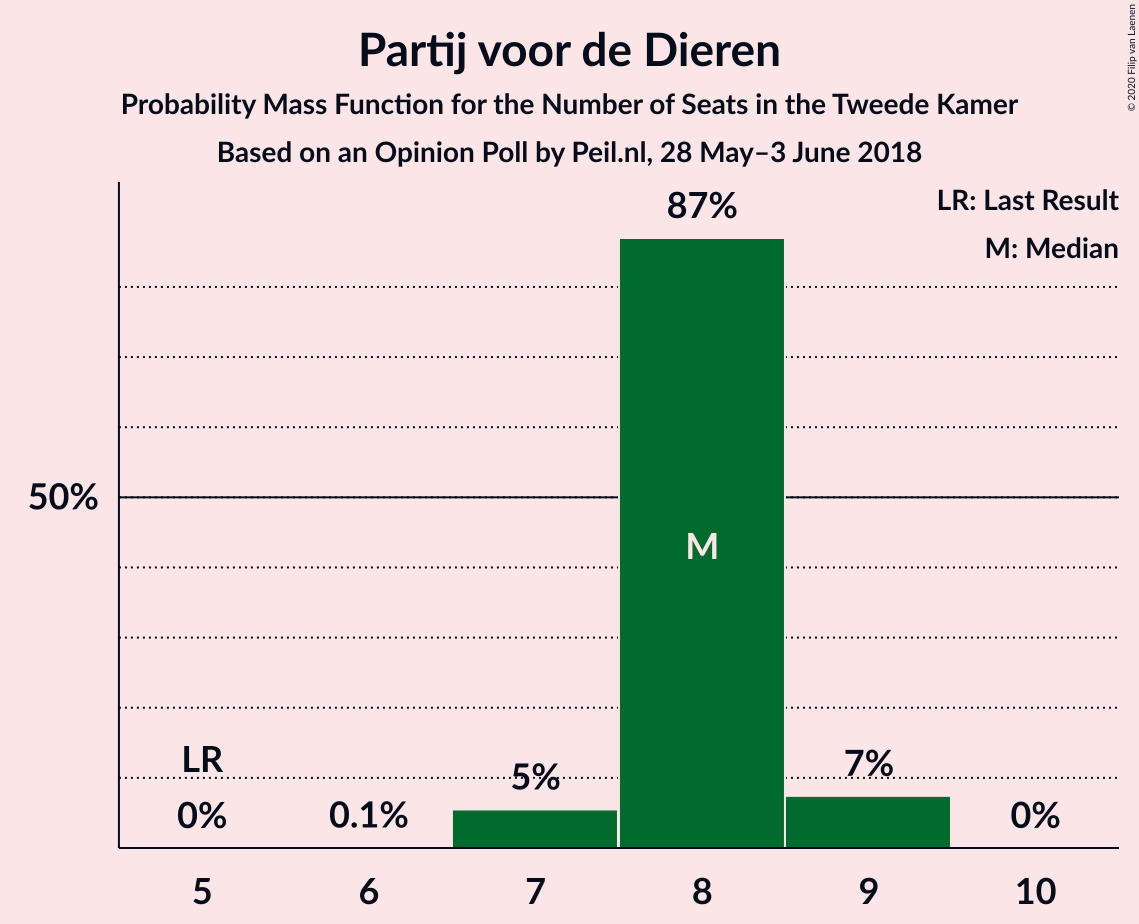 Partij voor de Dieren
Probability Mass Function for the Number of Seats in the Tweede Kamer
Based on an Opinion Poll by Peil.nl, 28 May–3 June 2018
© 2020 Filip van Laenen
LR: Last Result
M: Median
87%
50%
M
LR
0%
0.1%
5%
7%
0%
5 6 7 8 9 10